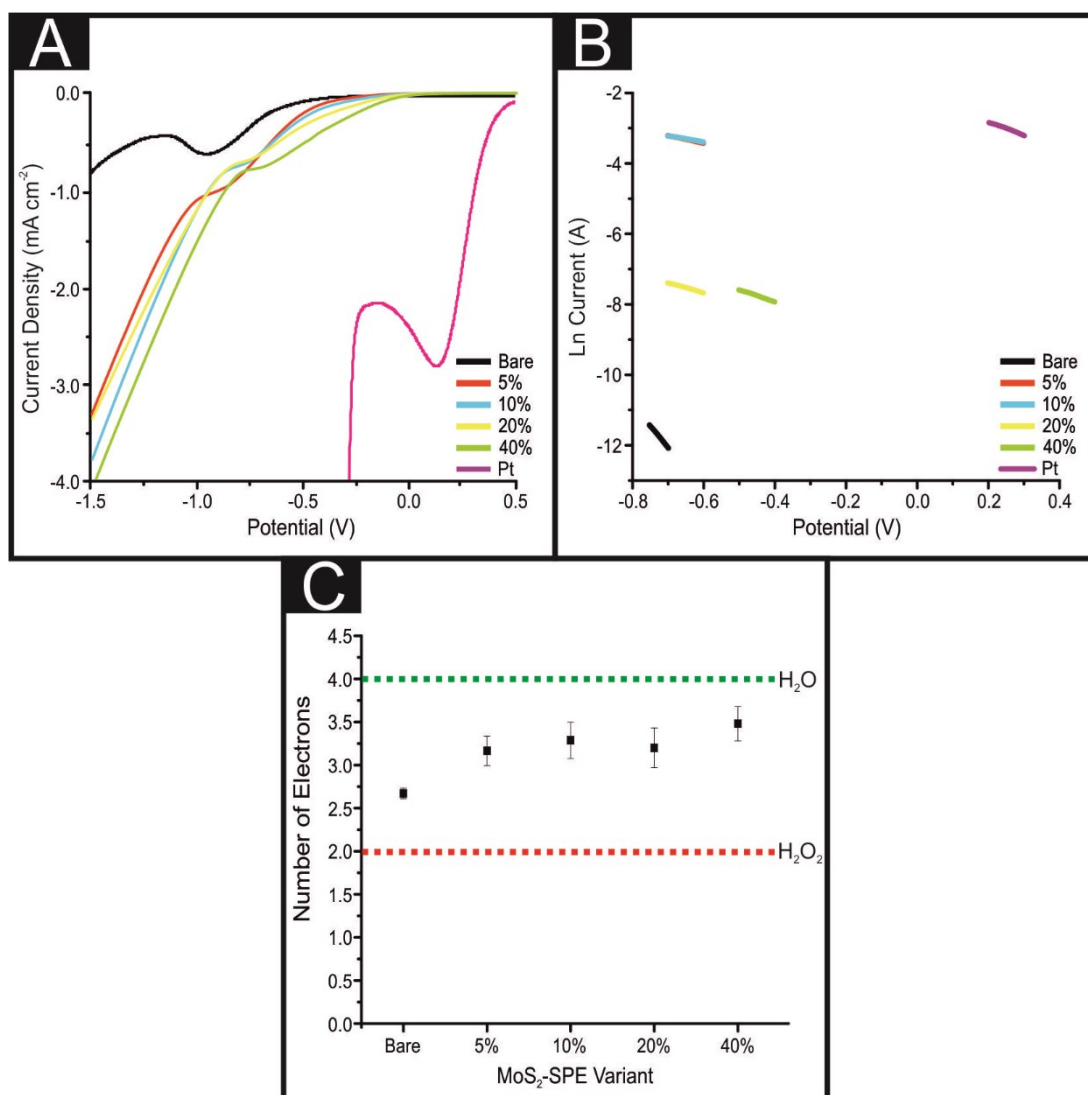 A
0.0
-1.0
-2.0
-3.0
-4.0
Current Density (mA cm⁻²)
-1.5
-1.0
-0.5
0.0
0.5
Potential (V)
Bare
5%
10%
20%
40%
Pt
B
-2
-4
-6
-8
-10
-12
Ln Current (A)
-0.8
-0.6
-0.4
-0.2
0.0
0.2
0.4
Potential (V)
Bare
5%
10%
20%
40%
Pt
C
4.5
4.0
3.5
3.0
2.5
2.0
1.5
1.0
0.5
0.0
Number of Electrons
H₂O
H₂O₂
Bare
5%
10%
20%
40%
MoS₂-SPE Variant